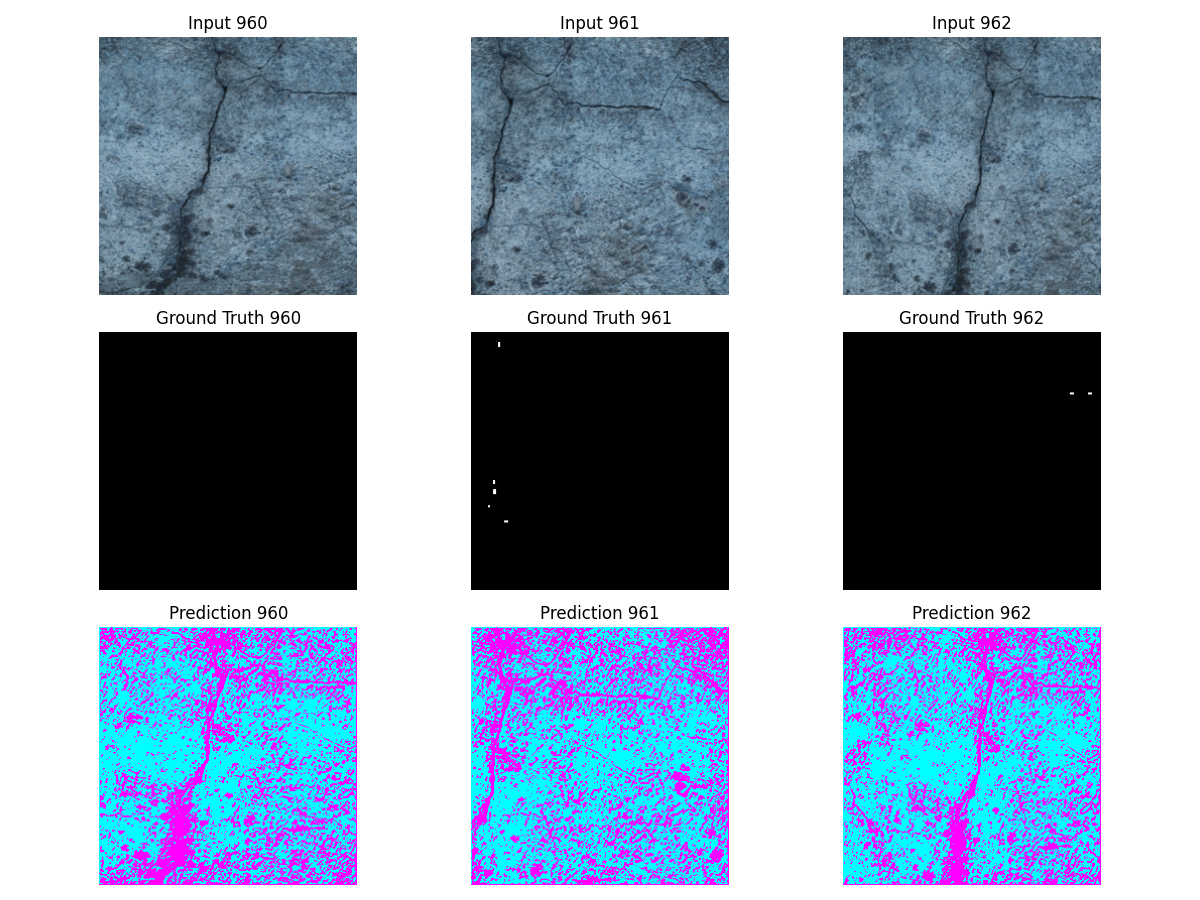 Input 960
Input 961
Input 962
Ground Truth 960
Ground Truth 961
Ground Truth 962
Prediction 960
Prediction 961
Prediction 962